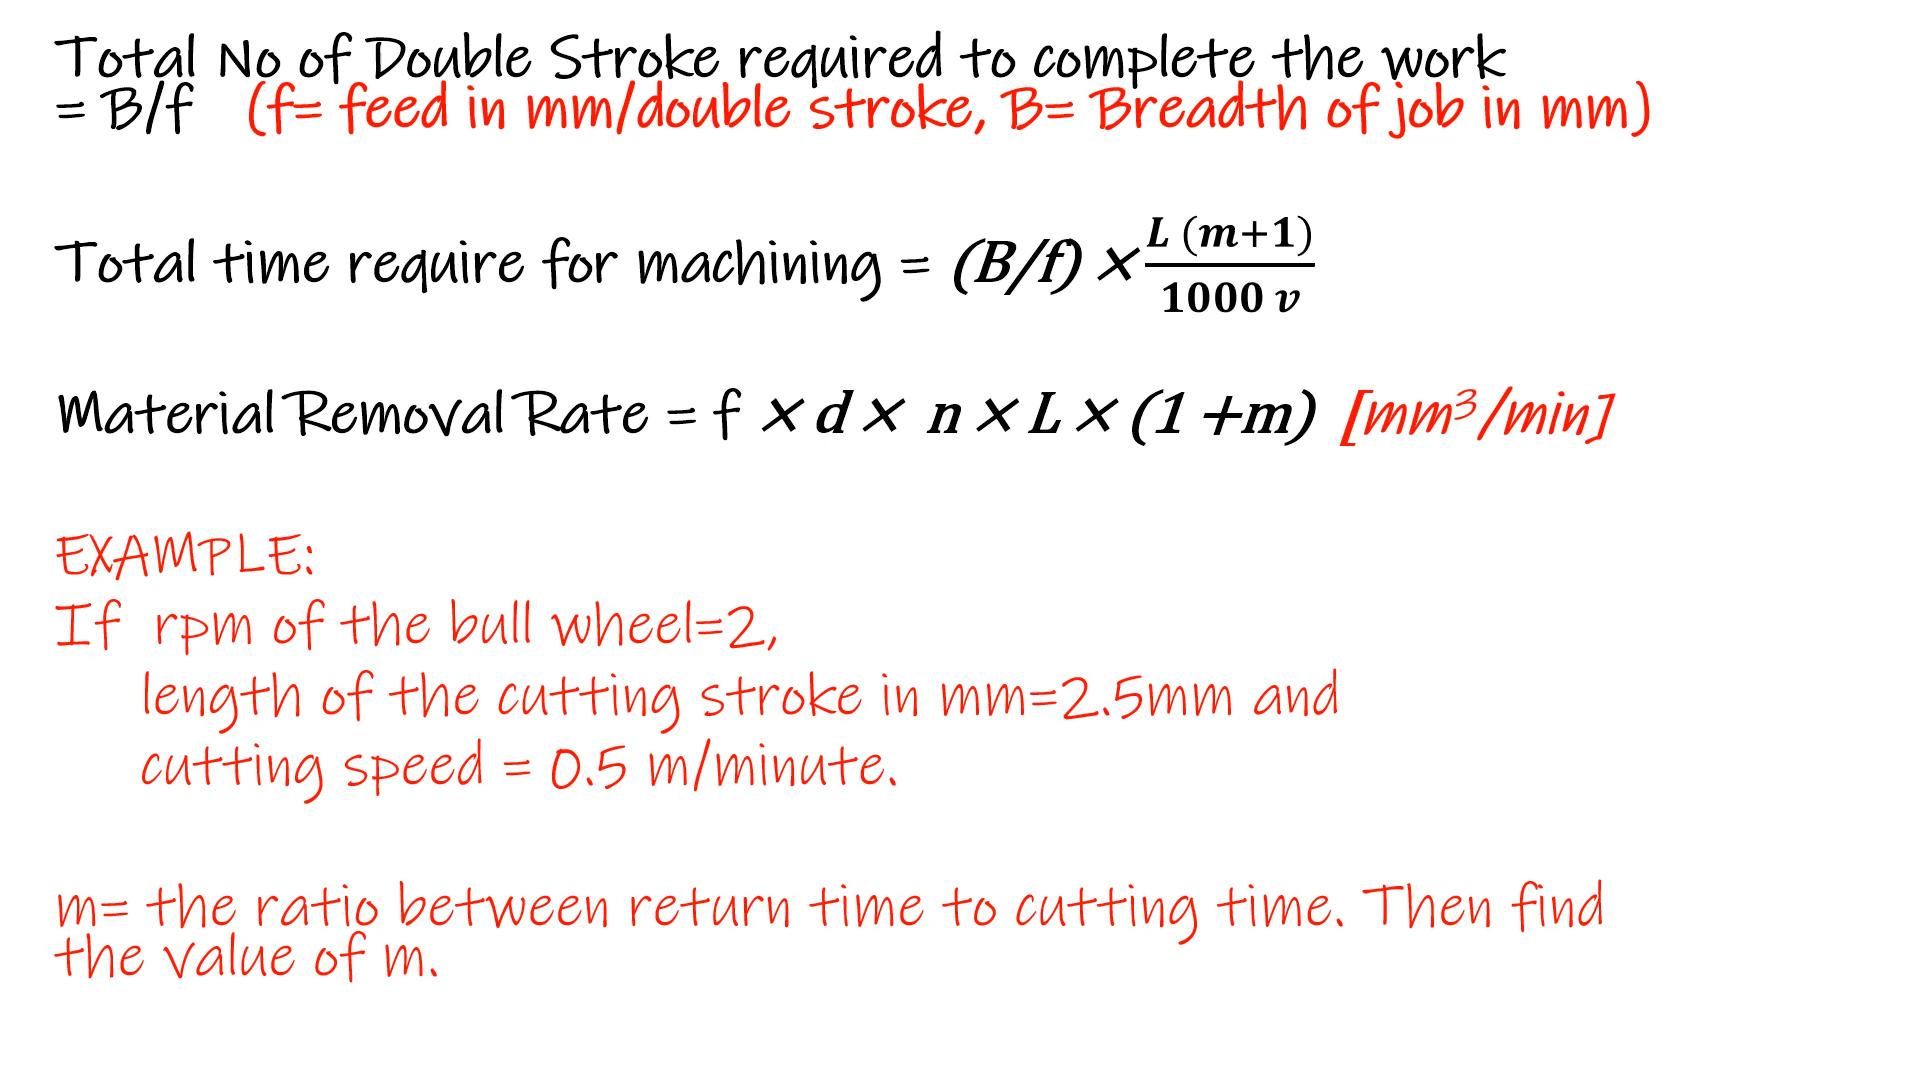 Total No of Double Stroke required to complete the work
= B/f (f= feed in mm/double stroke, B= Breadth of job in mm)
Total time require for machining = (B/f) × L (m+1) / 1000 v
Material Removal Rate = f × d × n × L × (1 +m) [mm³/min]
EXAMPLE:
If rpm of the bull wheel=2,
length of the cutting stroke in mm=2.5mm and
cutting speed = 0.5 m/minute.
m= the ratio between return time to cutting time. Then find
the value of m.